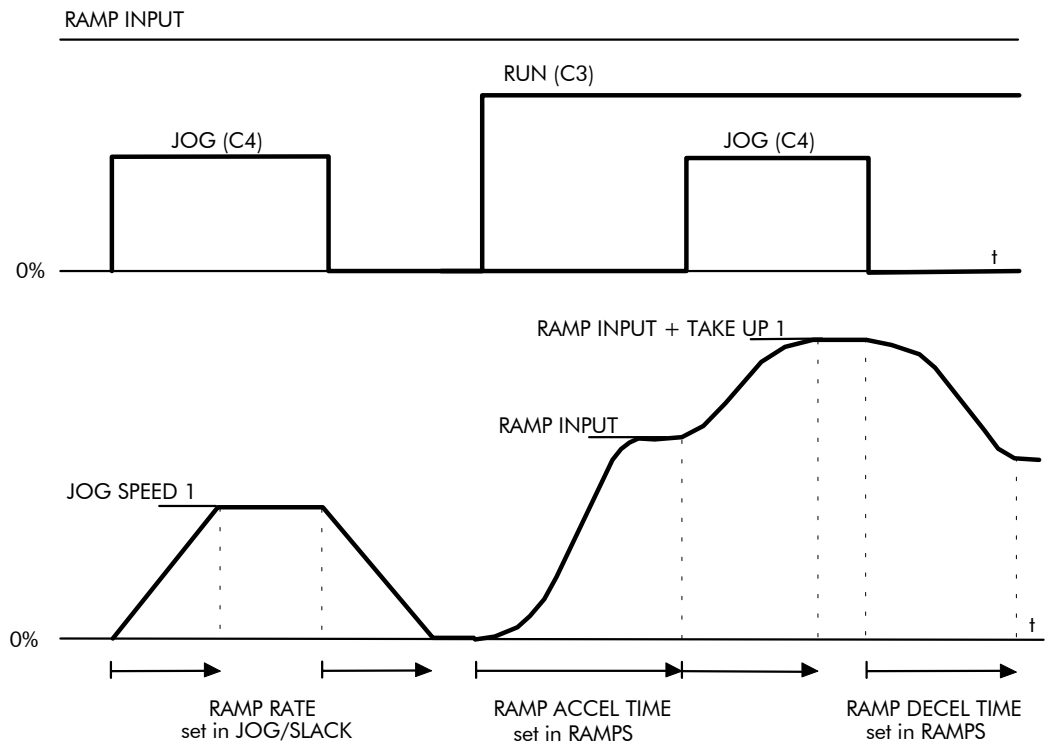 RAMP INPUT
RUN (C3)
JOG (C4)
JOG (C4)
t
0%
RAMP INPUT + TAKE UP 1
RAMP INPUT
JOG SPEED 1
t
0%
RAMP RATE
set in JOG/SLACK
RAMP ACCEL TIME
set in RAMPS
RAMP DECEL TIME
set in RAMPS